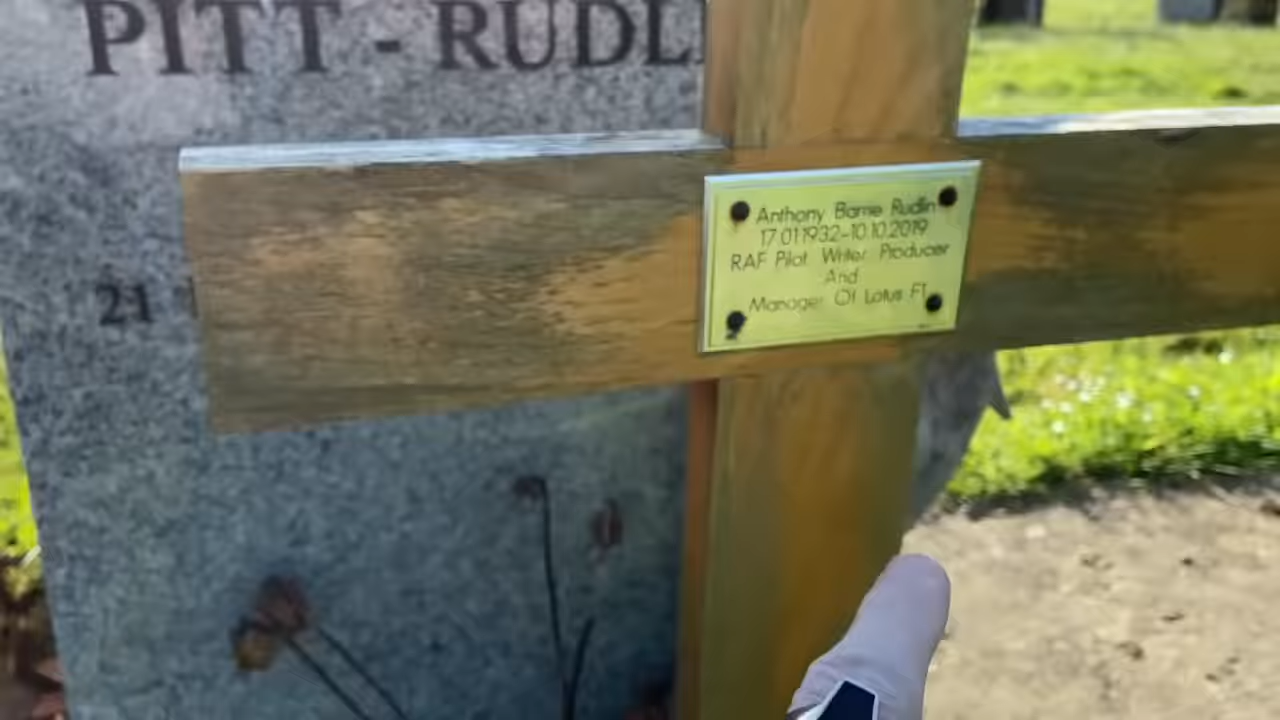 PITT - RUDLI
21
Anthony Barrie Rudlin
17.01.1932-10.10.2019
RAF Pilot. Writer. Producer
And
Manager Of Lotus F1